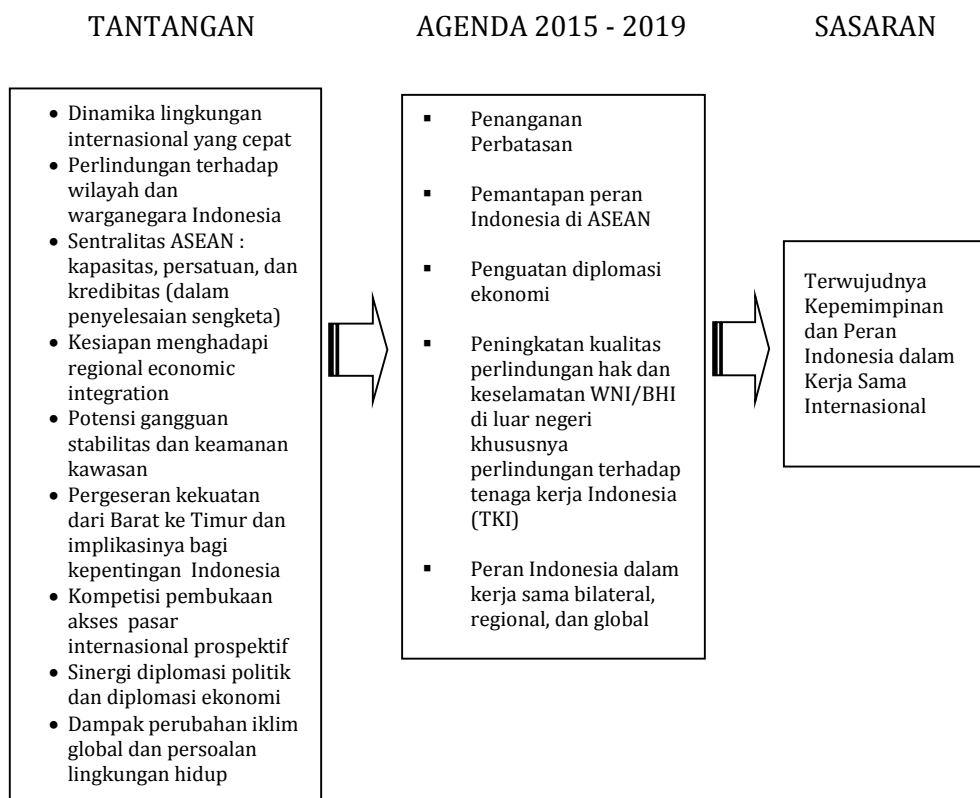 TANTANGAN
AGENDA 2015 - 2019
SASARAN
• Dinamika lingkungan
internasional yang cepat
• Perlindungan terhadap
wilayah dan
warganegara Indonesia
• Sentralitas ASEAN :
kapasitas, persatuan, dan
kredibitas (dalam
penyelesaian sengketa)
• Kesiapan menghadapi
regional economic
integration
• Potensi gangguan
stabilitas dan keamanan
kawasan
• Pergeseran kekuatan
dari Barat ke Timur dan
implikasinya bagi
kepentingan Indonesia
• Kompetisi pembukaan
akses pasar
internasional prospektif
• Sinergi diplomasi politik
dan diplomasi ekonomi
• Dampak perubahan iklim
global dan persoalan
lingkungan hidup
▪ Penanganan
Perbatasan
▪ Pemantapan peran
Indonesia di ASEAN
▪ Penguatan diplomasi
ekonomi
▪ Peningkatan kualitas
perlindungan hak dan
keselamatan WNI/BHI
di luar negeri
khususnya
perlindungan terhadap
tenaga kerja Indonesia
(TKI)
▪ Peran Indonesia dalam
kerja sama bilateral,
regional, dan global
Terwujudnya
Kepemimpinan
dan Peran
Indonesia dalam
Kerja Sama
Internasional